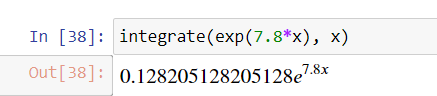 In [38]: integrate(exp(7.8*x), x)
Out[38]: 0.128205128205128e^{7.8x}